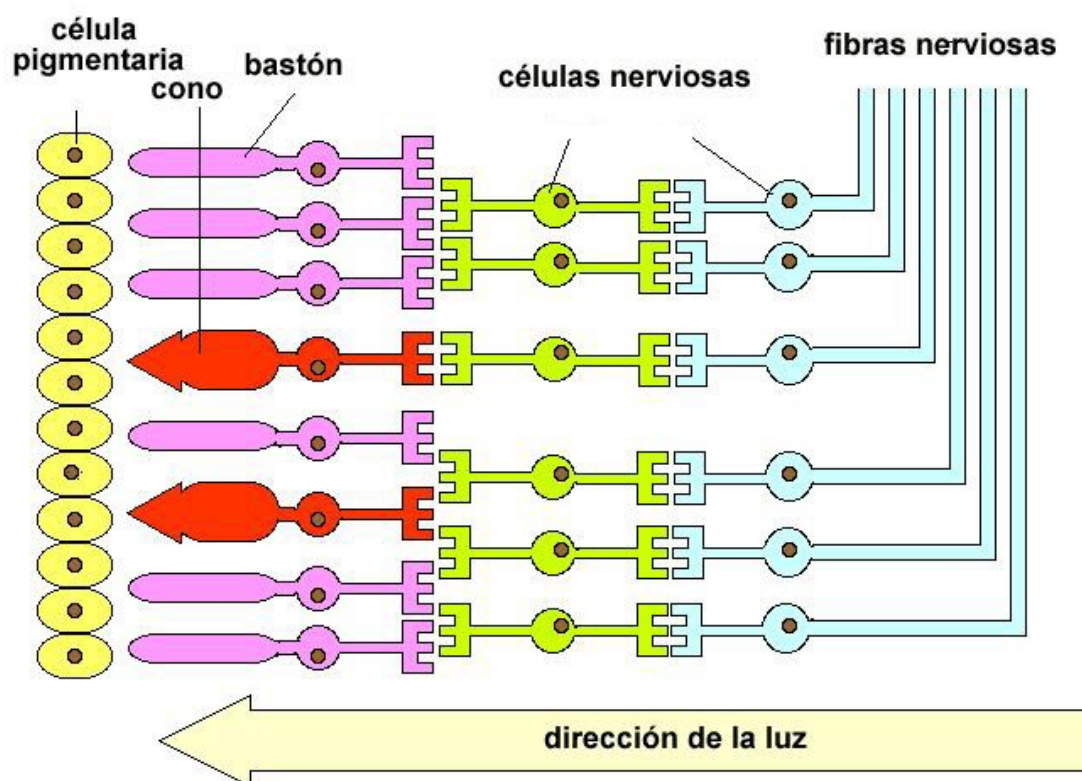 célula
pigmentaria
cono
bastón
células nerviosas
fibras nerviosas
dirección de la luz